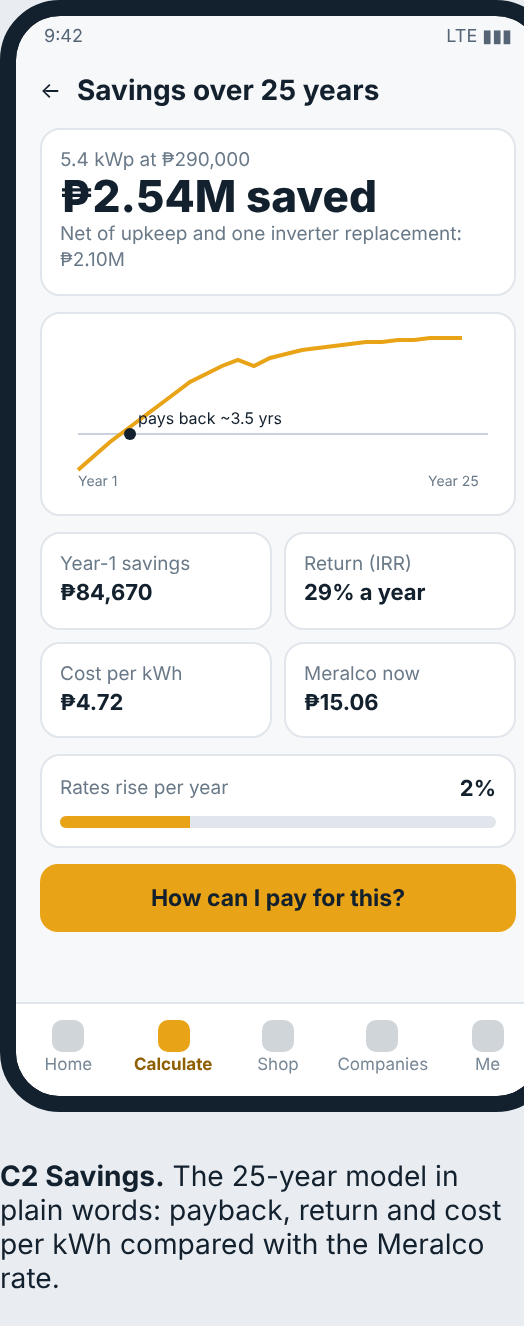 9:42 LTE
← Savings over 25 years
5.4 kWp at ₱290,000
₱2.54M saved
Net of upkeep and one inverter replacement:
₱2.10M
pays back ~3.5 yrs
Year 1 Year 25
Year-1 savings
₱84,670
Return (IRR)
29% a year
Cost per kWh
₱4.72
Meralco now
₱15.06
Rates rise per year 2%
How can I pay for this?
Home Calculate Shop Companies Me
C2 Savings. The 25-year model in
plain words: payback, return and cost
per kWh compared with the Meralco
rate.